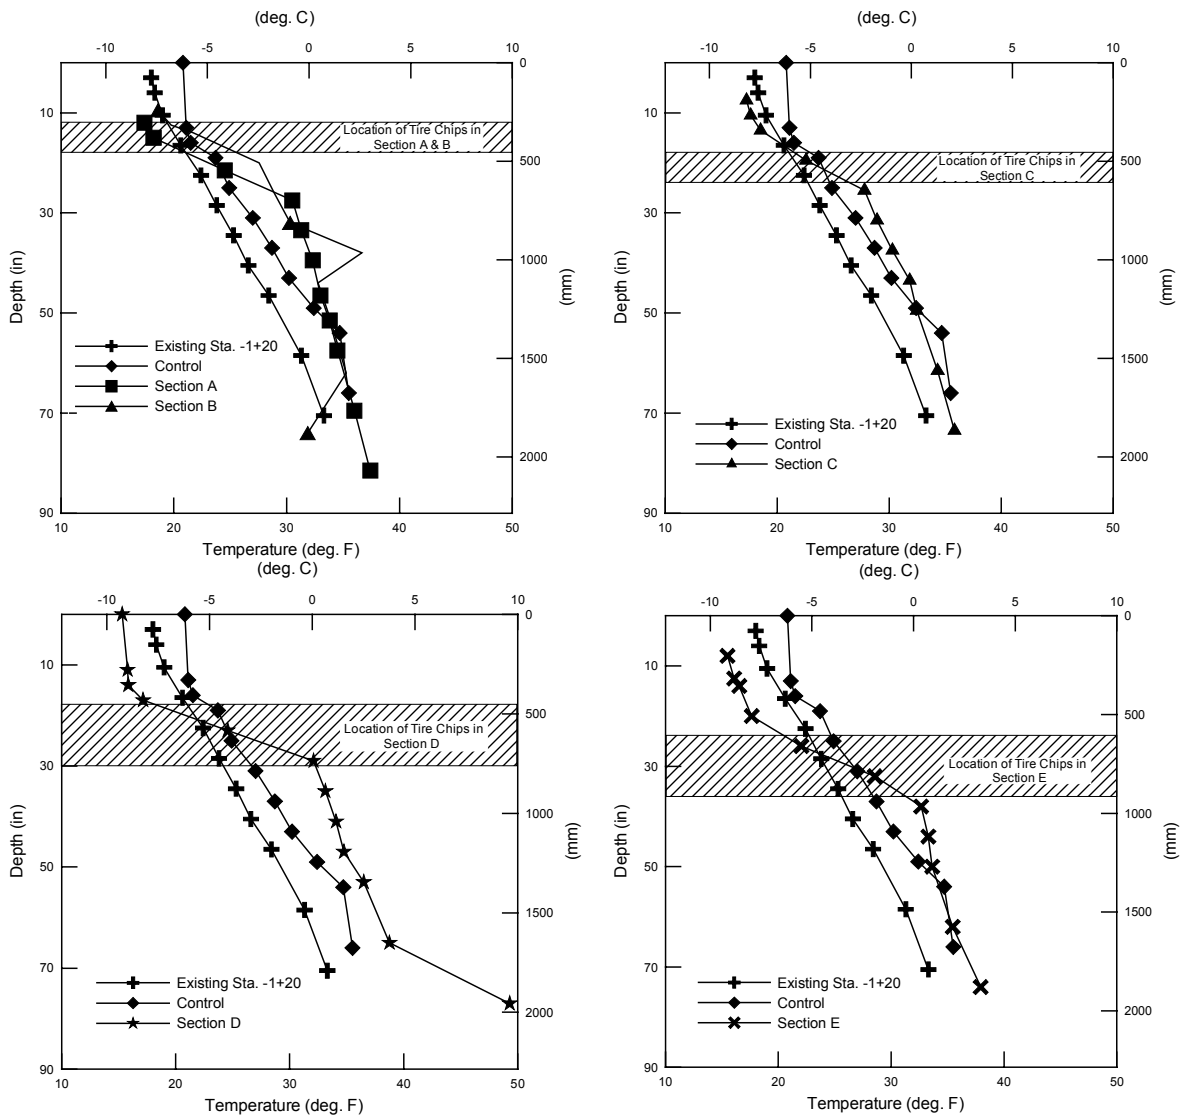 (deg. C)
-10 -5 0 5 10
0
500
1000
1500
2000
(mm)
10
30
50
70
90
Depth (in)
Location of Tire Chips in
Section A & B
Existing Sta. -1+20
Control
Section A
Section B
10 20 30 40 50
Temperature (deg. F)
(deg. C)
-10 -5 0 5 10
0
500
1000
1500
2000
(mm)
10
30
50
70
90
Depth (in)
Location of Tire Chips in
Section C
Existing Sta. -1+20
Control
Section C
10 20 30 40 50
Temperature (deg. F)
(deg. C)
-10 -5 0 5 10
0
500
1000
1500
2000
(mm)
10
30
50
70
90
Depth (in)
Location of Tire Chips in
Section D
Existing Sta. -1+20
Control
Section D
10 20 30 40 50
Temperature (deg. F)
(deg. C)
-10 -5 0 5 10
0
500
1000
1500
2000
(mm)
10
30
50
70
90
Depth (in)
Location of Tire Chips in
Section E
Existing Sta. -1+20
Control
Section E
10 20 30 40 50
Temperature (deg. F)